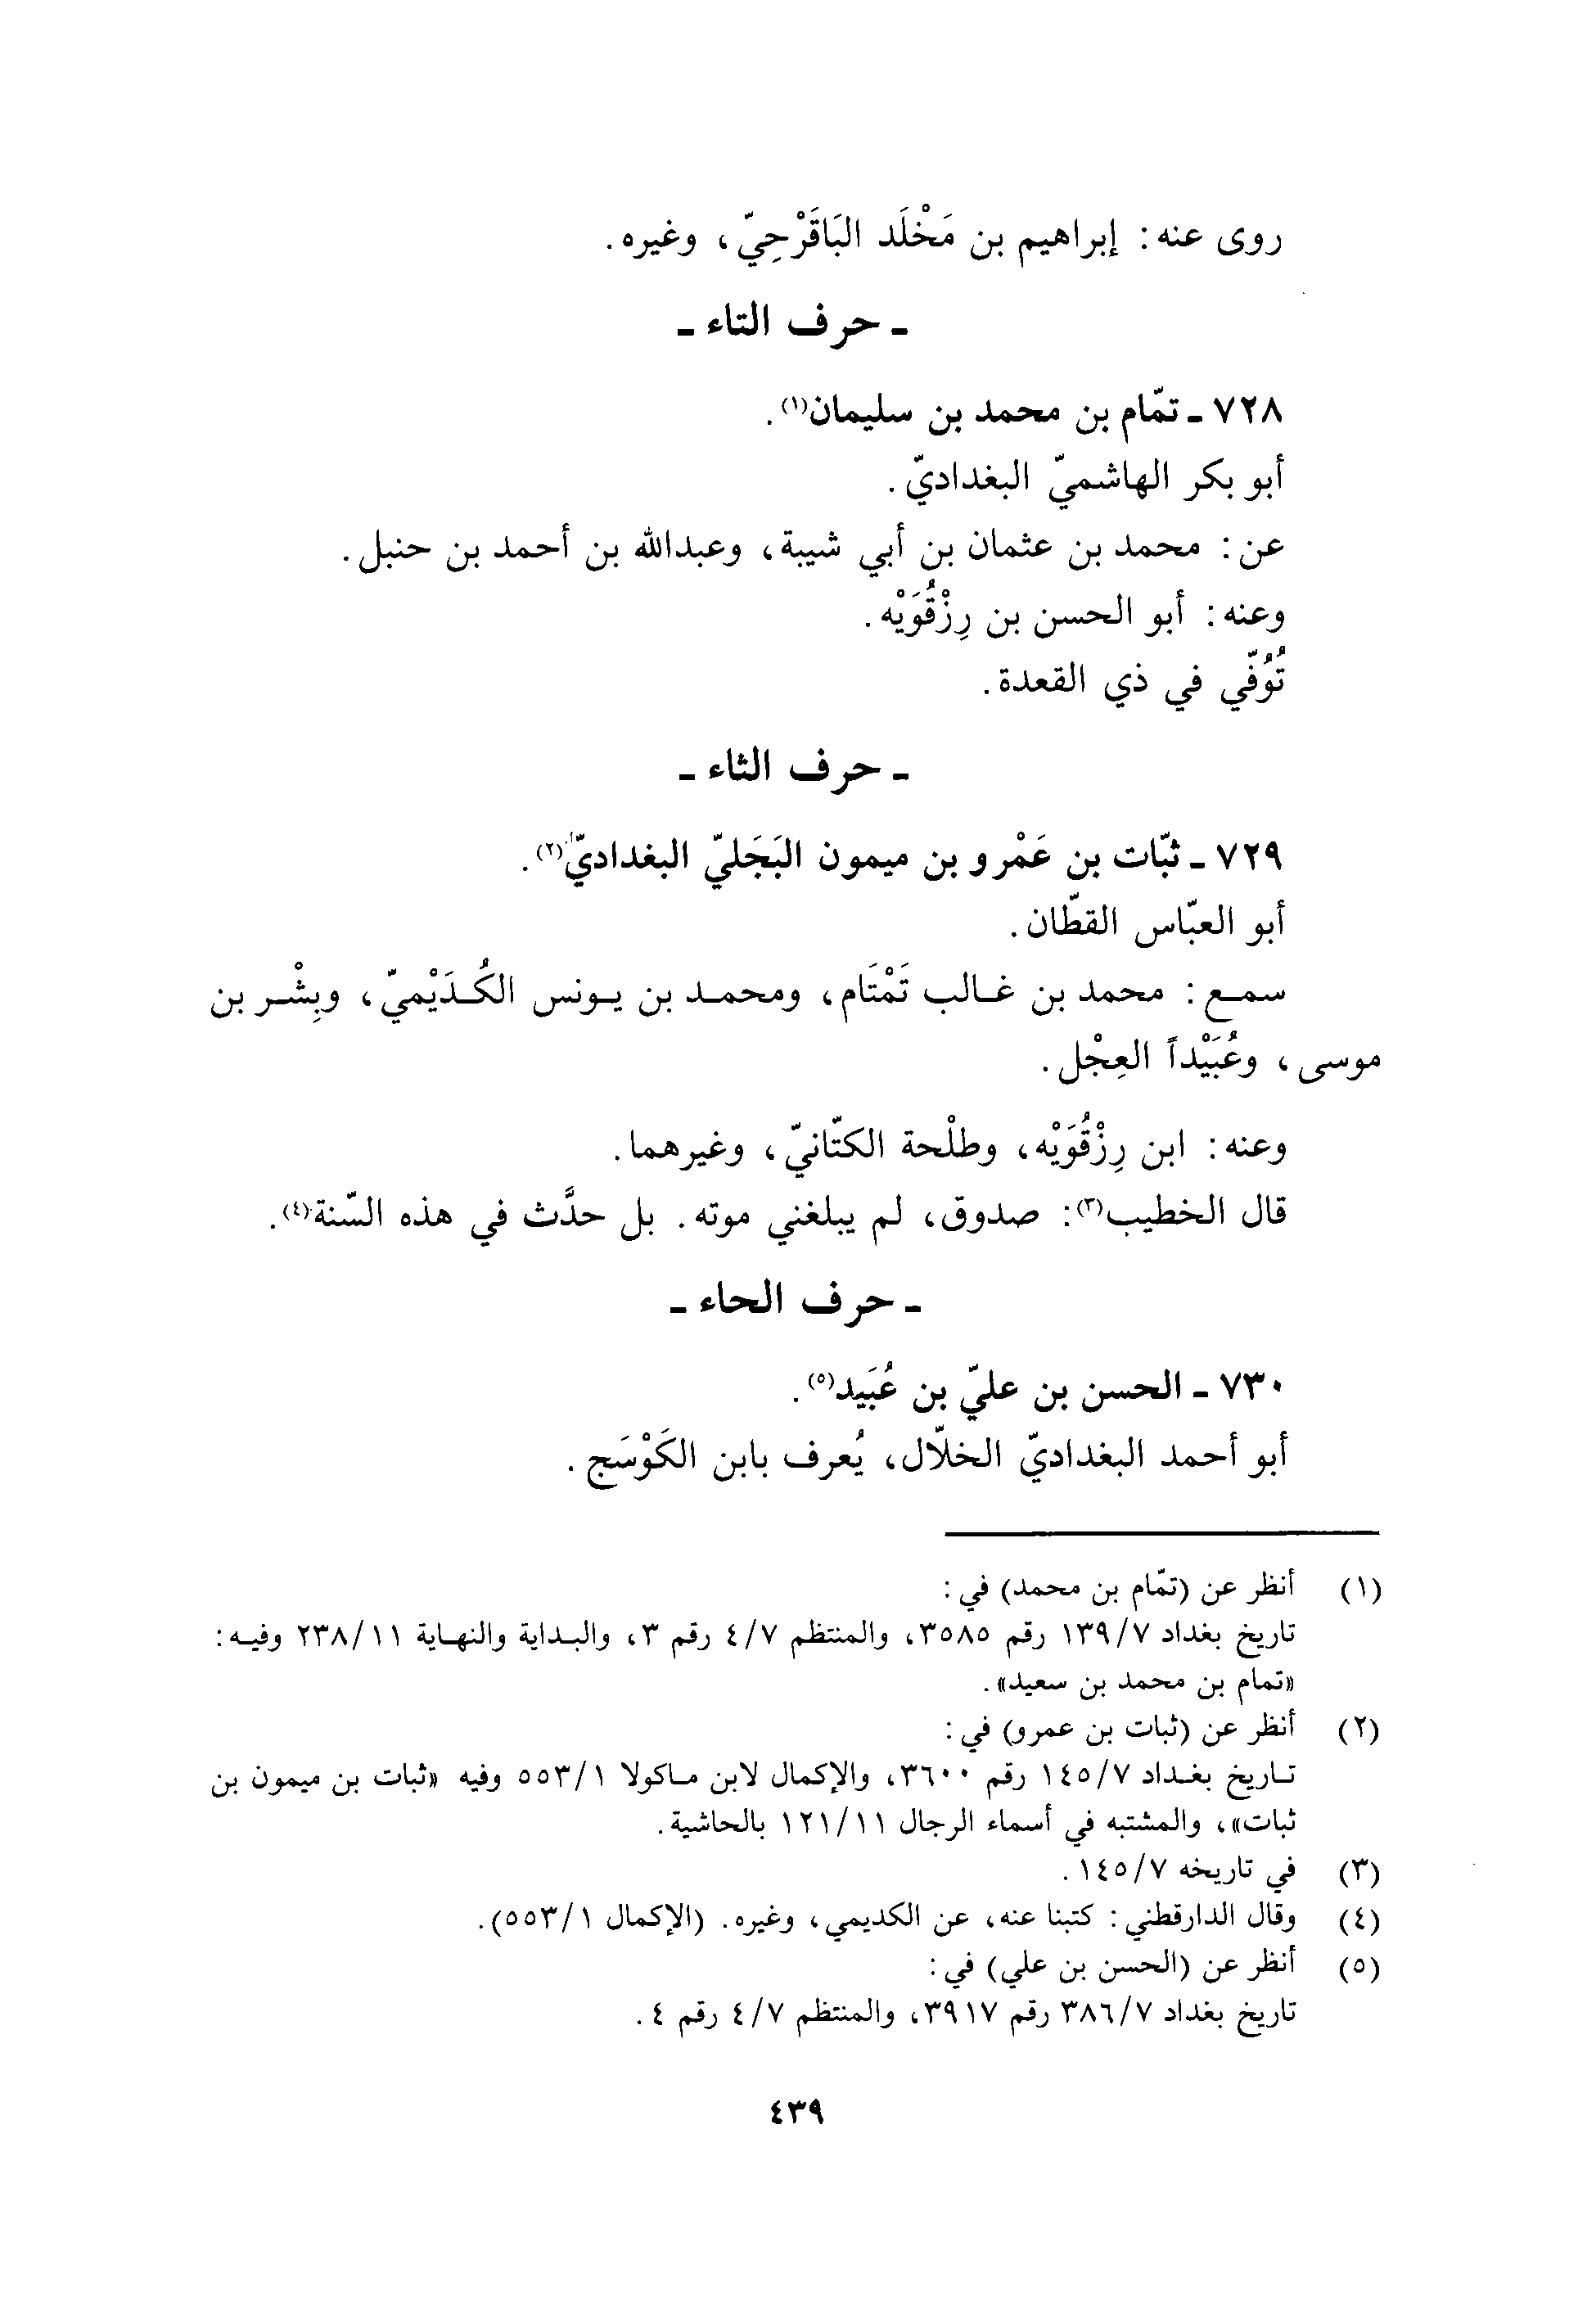 روى عنه: إبراهيم بن مَخْلَد البَاقَرْحِيّ، وغيره.
ـ حرف التاء ـ
٧٢٨ ـ تمّام بن محمد بن سليمان(١).
أبو بكر الهاشميّ البغداديّ.
عن: محمد بن عثمان بن أبي شيبة، وعبدالله بن أحمد بن حنبل.
وعنه: أبو الحسن بن رِزْقُوَيْه.
تُوُفّي في ذي القعدة.
ـ حرف الثاء ـ
٧٢٩ ـ ثبّات بن عَمْرو بن ميمون البَجَليّ البغداديّ(٢).
أبو العبّاس القطّان.
سمع: محمد بن غالب تَمْتَام، ومحمد بن يونس الكُدَيْميّ، وبِشْر بن
موسى، وعُبَيْداً العِجْل.
وعنه: ابن رِزْقُوَيْه، وطلْحة الكتّانيّ، وغيرهما.
قال الخطيب(٣): صدوق، لم يبلغني موته. بل حدَّث في هذه السّنة(٤).
ـ حرف الحاء ـ
٧٣٠ ـ الحسن بن عليّ بن عُبَيد(٥).
أبو أحمد البغداديّ الخلّال، يُعرف بابن الكَوْسَج.
(١) أنظر عن (تمّام بن محمد) في:
تاريخ بغداد ١٣٩/٧ رقم ٣٥٨٥، والمنتظم ٤/٧ رقم ٣، والبداية والنهاية ٢٣٨/١١ وفيه:
«تمام بن محمد بن سعيد».
(٢) أنظر عن (ثبات بن عمرو) في:
تاريخ بغداد ١٤٥/٧ رقم ٣٦٠٠، والإكمال لابن ماكولا ٥٥٣/١ وفيه «ثبات بن ميمون بن
ثبات»، والمشتبه في أسماء الرجال ١٢١/١١ بالحاشية.
(٣) في تاريخه ١٤٥/٧.
(٤) وقال الدارقطني: كتبنا عنه، عن الكديمي، وغيره. (الإكمال ٥٥٣/١).
(٥) أنظر عن (الحسن بن علي) في:
تاريخ بغداد ٣٨٦/٧ رقم ٣٩١٧، والمنتظم ٤/٧ رقم ٤.
٤٣٩